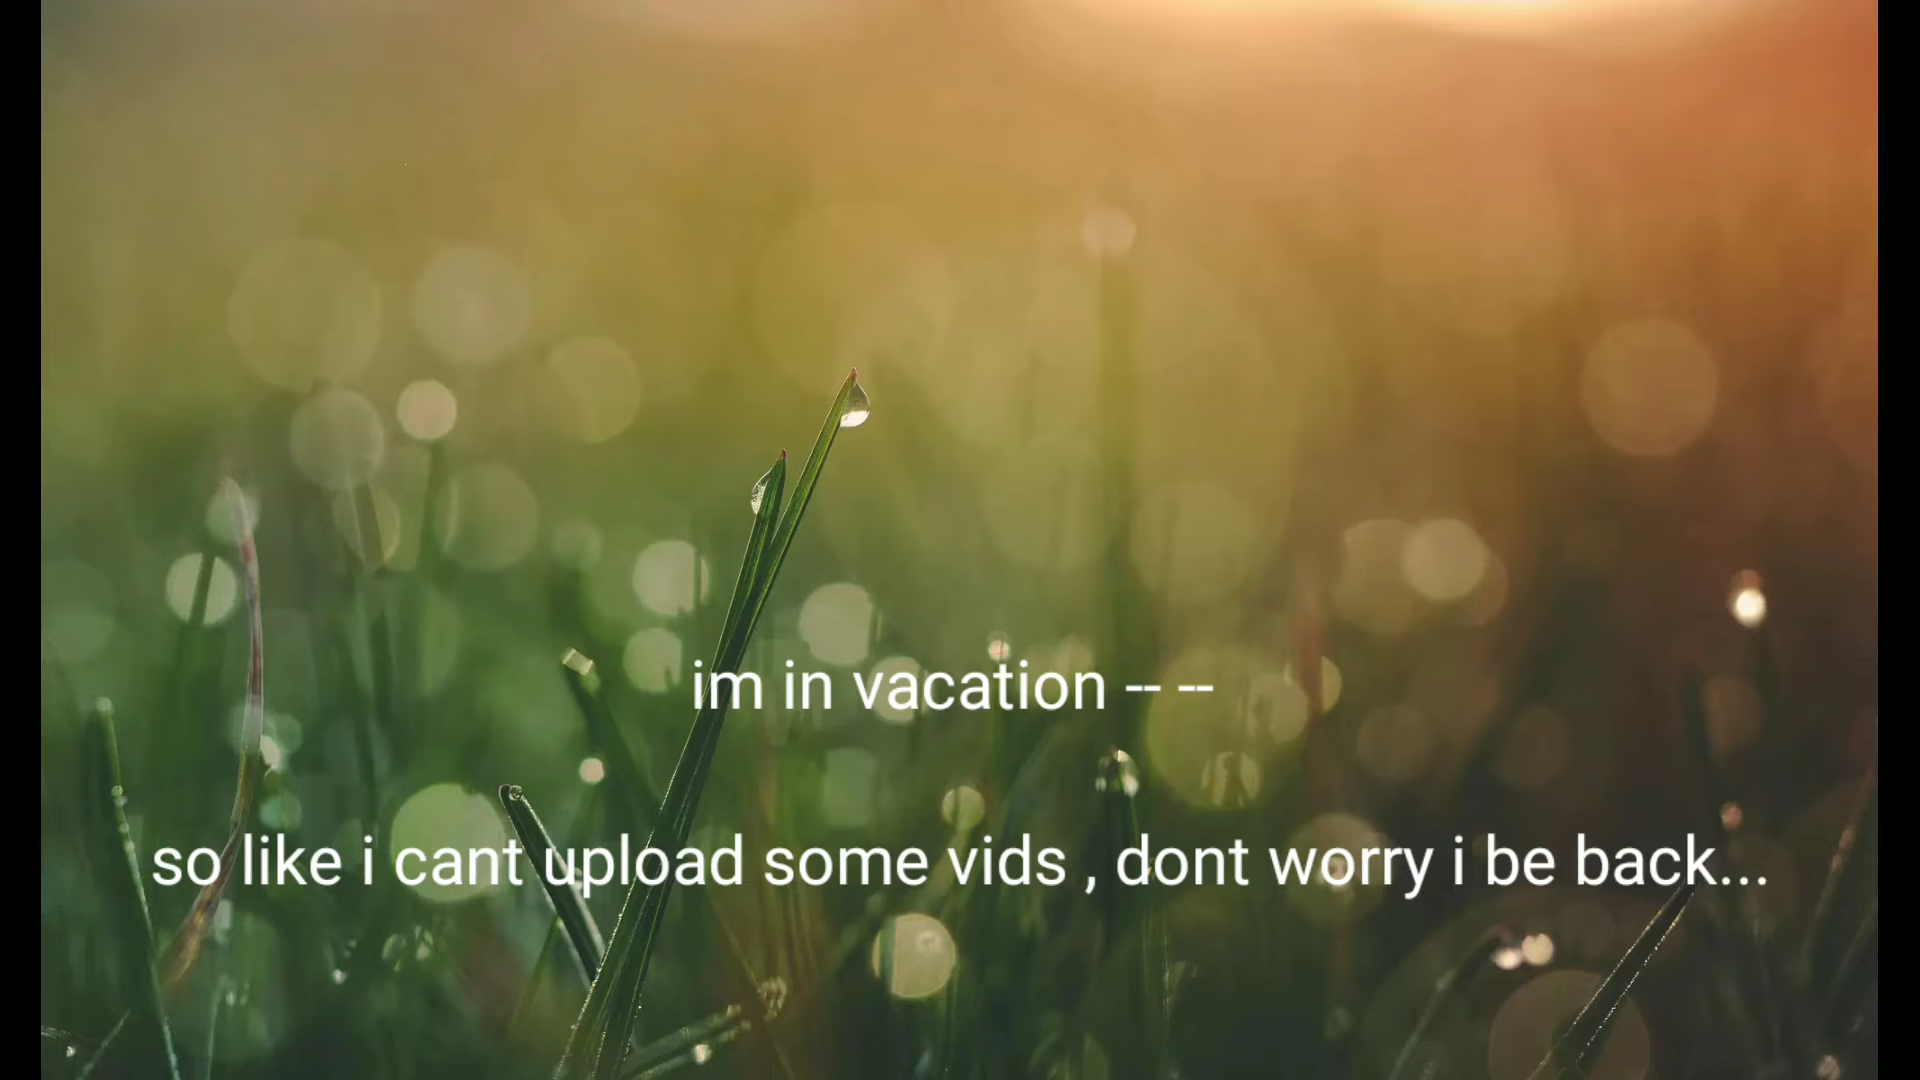 im in vacation -- --
so like i cant upload some vids , dont worry i be back...